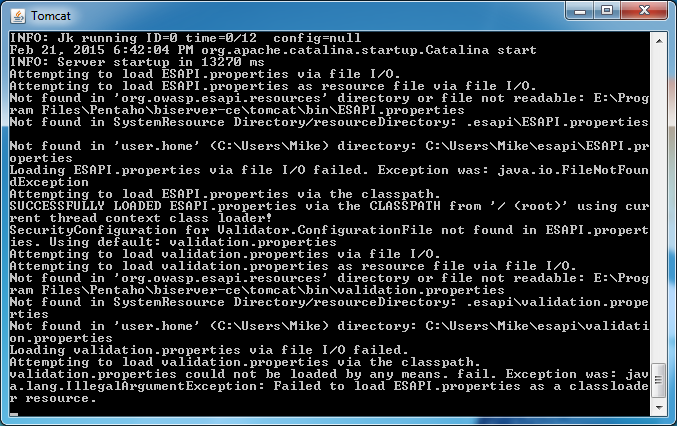 Tomcat
INFO: Jk running ID=0 time=0/12  config=null
Feb 21, 2015 6:42:04 PM org.apache.catalina.startup.Catalina start
INFO: Server startup in 13270 ms
Attempting to load ESAPI.properties via file I/O.
Attempting to load ESAPI.properties as resource file via file I/O.
Not found in 'org.owasp.esapi.resources' directory or file not readable: E:\Prog
ram Files\Pentaho\biserver-ce\tomcat\bin\ESAPI.properties
Not found in SystemResource Directory/resourceDirectory: .esapi\ESAPI.properties
Not found in 'user.home' (C:\Users\Mike) directory: C:\Users\Mike\esapi\ESAPI.pr
operties
Loading ESAPI.properties via file I/O failed. Exception was: java.io.FileNotFoun
dException
Attempting to load ESAPI.properties via the classpath.
SUCCESSFULLY LOADED ESAPI.properties via the CLASSPATH from '/ (root)' using cur
rent thread context class loader!
SecurityConfiguration for Validator.ConfigurationFile not found in ESAPI.propert
ies. Using default: validation.properties
Attempting to load validation.properties via file I/O.
Attempting to load validation.properties as resource file via file I/O.
Not found in 'org.owasp.esapi.resources' directory or file not readable: E:\Prog
ram Files\Pentaho\biserver-ce\tomcat\bin\validation.properties
Not found in SystemResource Directory/resourceDirectory: .esapi\validation.prope
rties
Not found in 'user.home' (C:\Users\Mike) directory: C:\Users\Mike\esapi\validati
on.properties
Loading validation.properties via file I/O failed.
Attempting to load validation.properties via the classpath.
validation.properties could not be loaded by any means. fail. Exception was: jav
a.lang.IllegalArgumentException: Failed to load ESAPI.properties as a classloade
r resource.